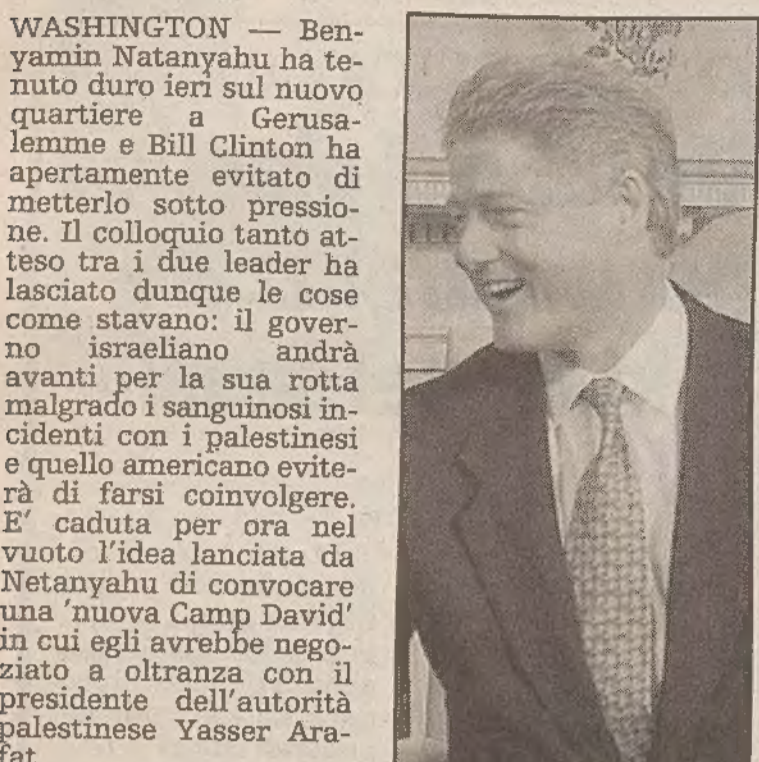 WASHINGTON — Ben-
yamin Natanyahu ha te-
nuto duro ieri sul nuovo
quartiere a Gerusa-
lemme e Bill Clinton ha
apertamente evitato di
metterlo sotto pressio-
ne. Il colloquio tanto at-
teso tra i due leader ha
lasciato dunque le cose
come stavano: il gover-
no israeliano andrà
avanti per la sua rotta
malgrado i sanguinosi in-
cidenti con i palestinesi
e quello americano evite-
rà di farsi coinvolgere.
E' caduta per ora nel
vuoto l'idea lanciata da
Netanyahu di convocare
una 'nuova Camp David'
in cui egli avrebbe nego-
ziato a oltranza con il
presidente dell'autorità
palestinese Yasser Ara-
fat